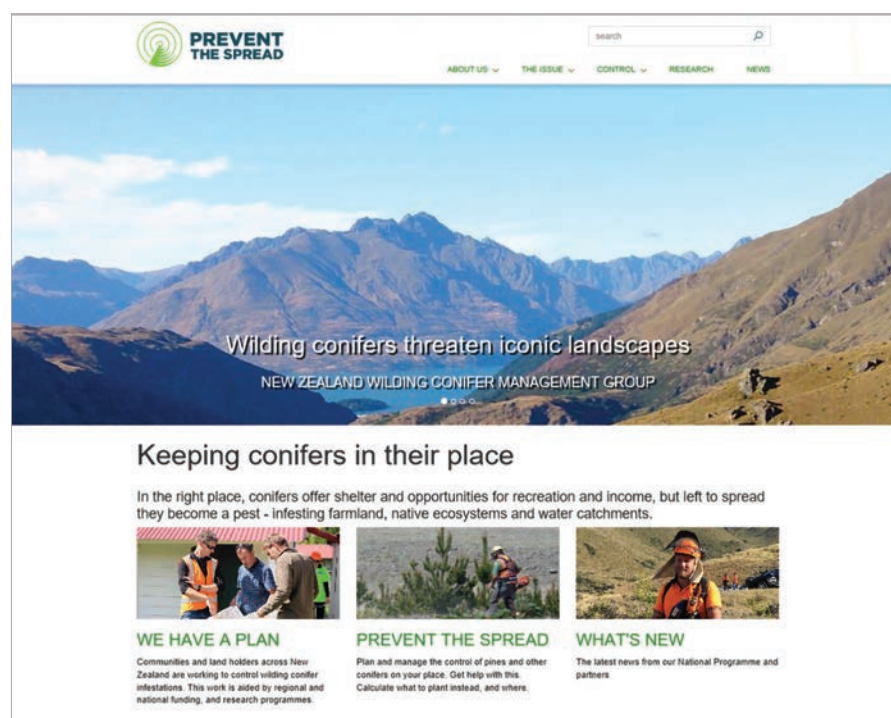 PREVENT
THE SPREAD
search
ABOUT US
THE ISSUE
CONTROL
RESEARCH
NEWS
Wilding conifers threaten iconic landscapes
NEW ZEALAND WILDING CONIFER MANAGEMENT GROUP
Keeping conifers in their place
In the right place, conifers offer shelter and opportunities for recreation and income, but left to spread
they become a pest - infesting farmland, native ecosystems and water catchments.
WE HAVE A PLAN
Communities and land holders across New
Zealand are working to control wilding conifer
infestations. This work is aided by regional and
national funding, and research programmes.
PREVENT THE SPREAD
Plan and manage the control of pines and other
conifers on your place. Get help with this.
Calculate what to plant instead, and where.
WHAT'S NEW
The latest news from our National Programme and
partners